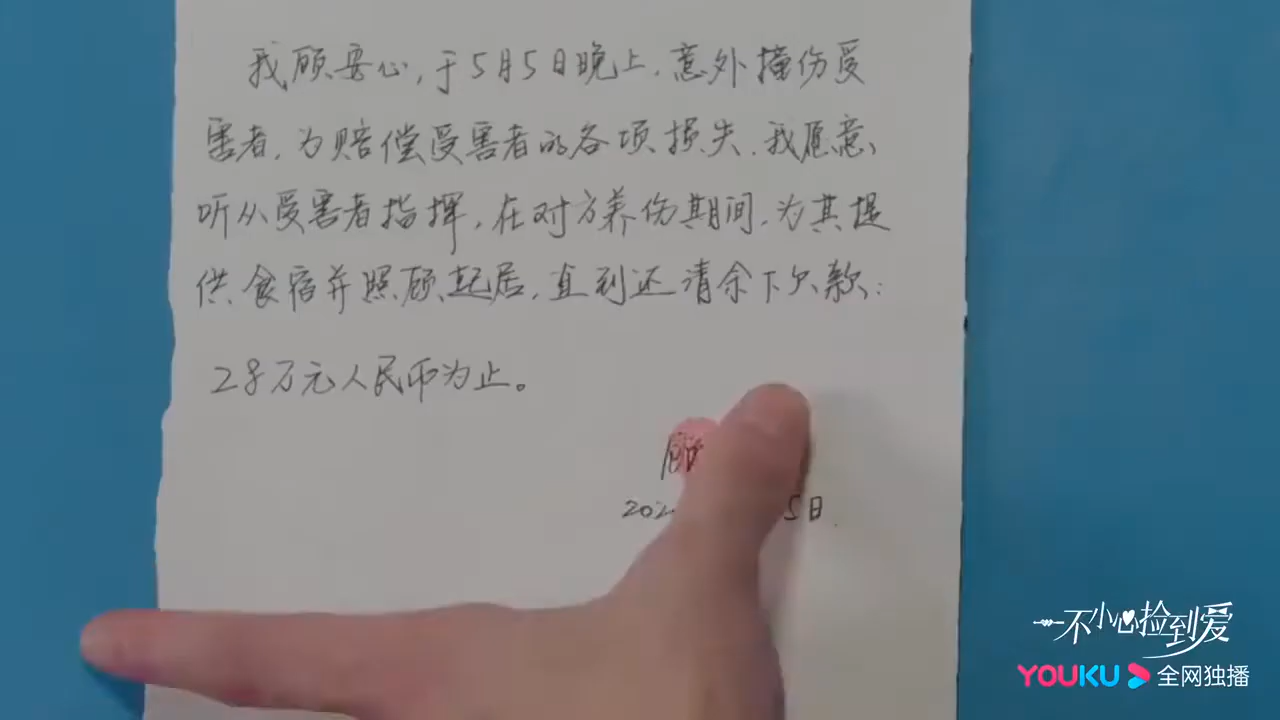 我顾安心,于5月5日晚上,意外撞伤受
害者,为赔偿受害者的各项损失,我愿意
听从受害者指挥,在对方养伤期间,为其提
供食宿并照顾起居,直到还清余下欠款:
28万元人民币为止。
顾
202 5日
一不小心捡到爱
YOUKU 全网独播